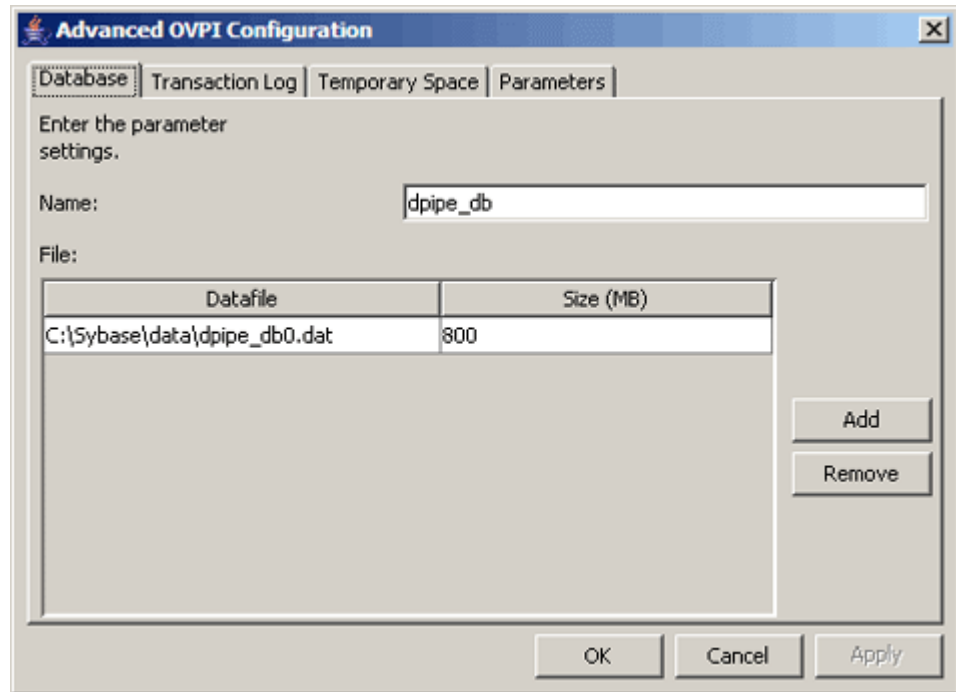 Advanced OVPI Configuration
Database Transaction Log Temporary Space Parameters
Enter the parameter
settings.
Name: dpipe_db
File:
Datafile Size (MB)
C:\Sybase\data\dpipe_db0.dat 800
Add
Remove
OK Cancel Apply